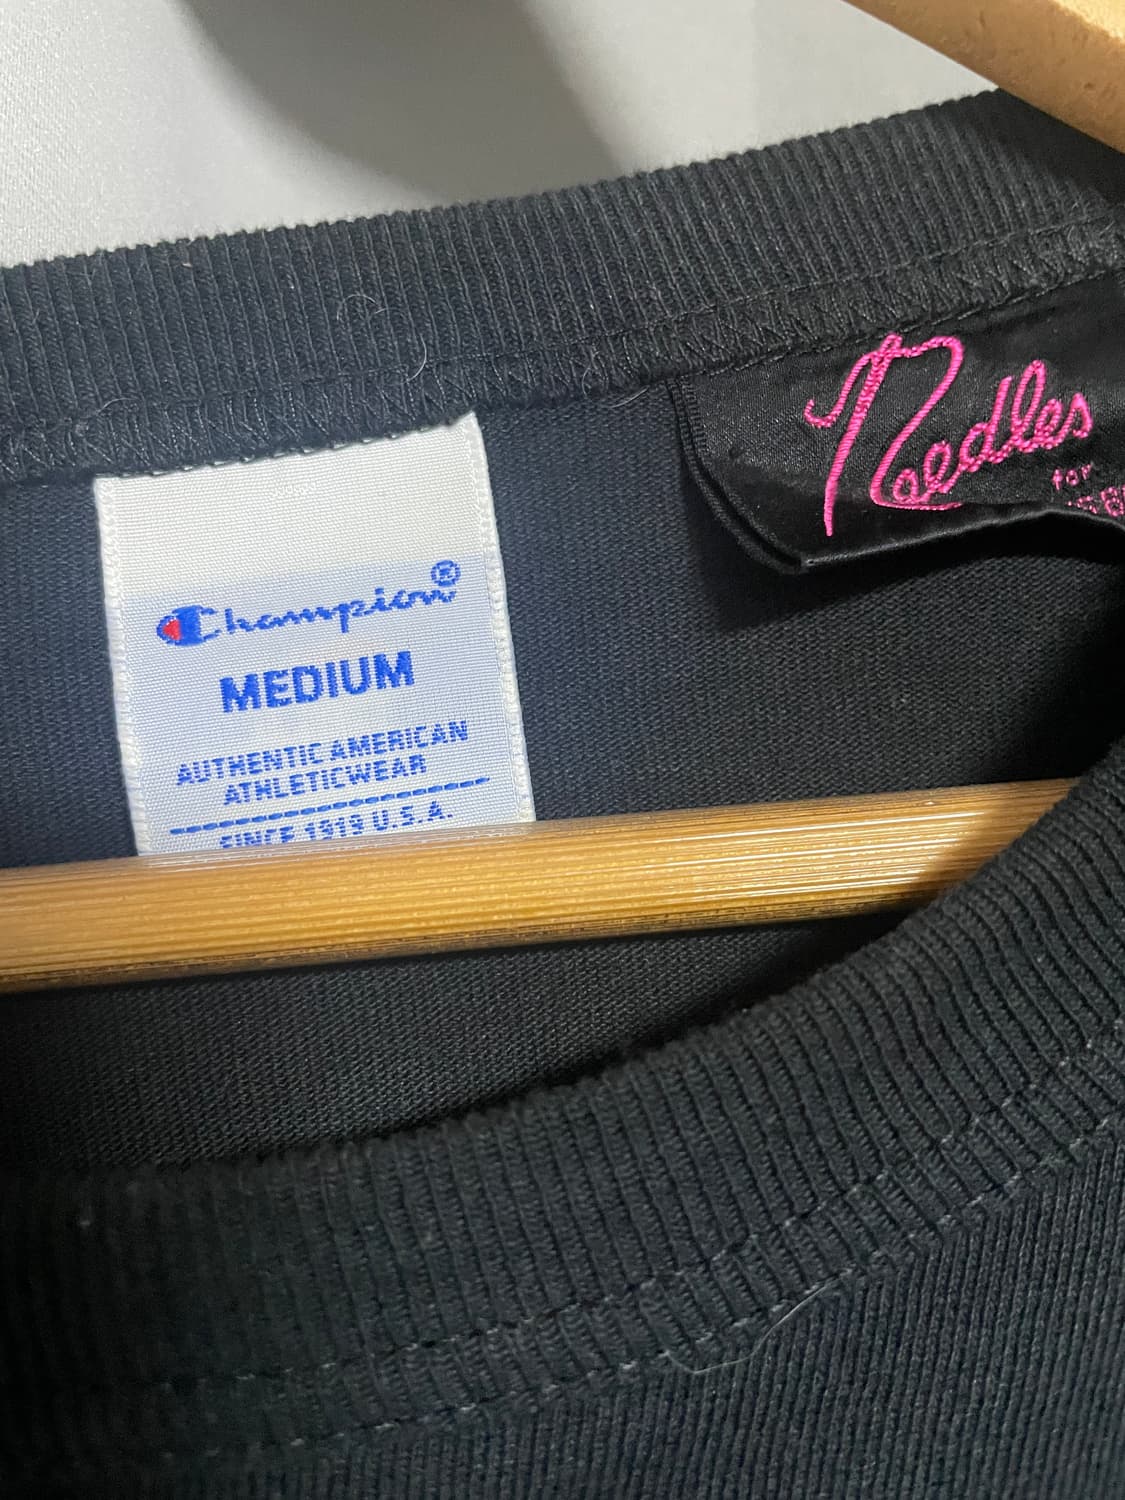 Champion®
MEDIUM
AUTHENTIC AMERICAN
ATHLETICWEAR
SINCE 1919 U.S.A.
Needles
for